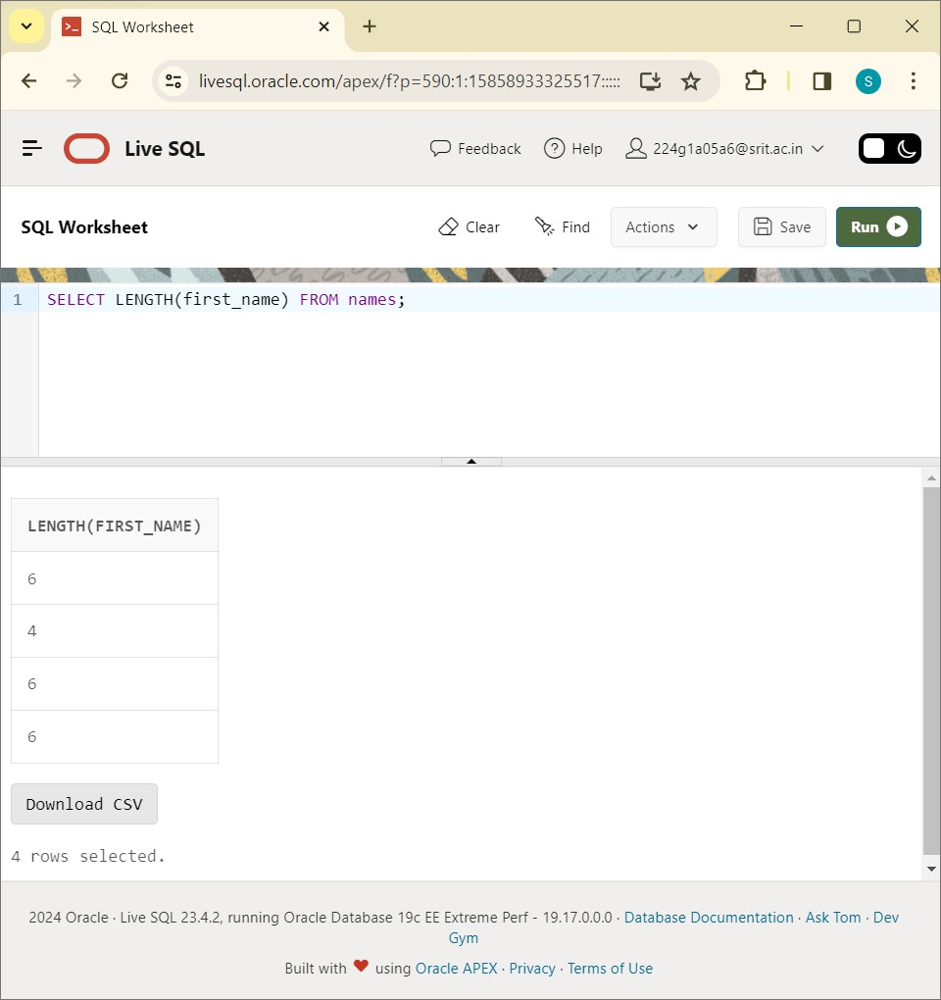 SQL Worksheet
livesql.oracle.com/apex/f?p=590:1:15858933325517:::::
S
Live SQL
Feedback
Help
224g1a05a6@srit.ac.in
SQL Worksheet
Clear
Find
Actions
Save
Run
1 SELECT LENGTH(first_name) FROM names;
LENGTH(FIRST_NAME)
6
4
6
6
Download CSV
4 rows selected.
2024 Oracle · Live SQL 23.4.2, running Oracle Database 19c EE Extreme Perf - 19.17.0.0.0 · Database Documentation · Ask Tom · Dev
Gym
Built with ❤ using Oracle APEX · Privacy · Terms of Use